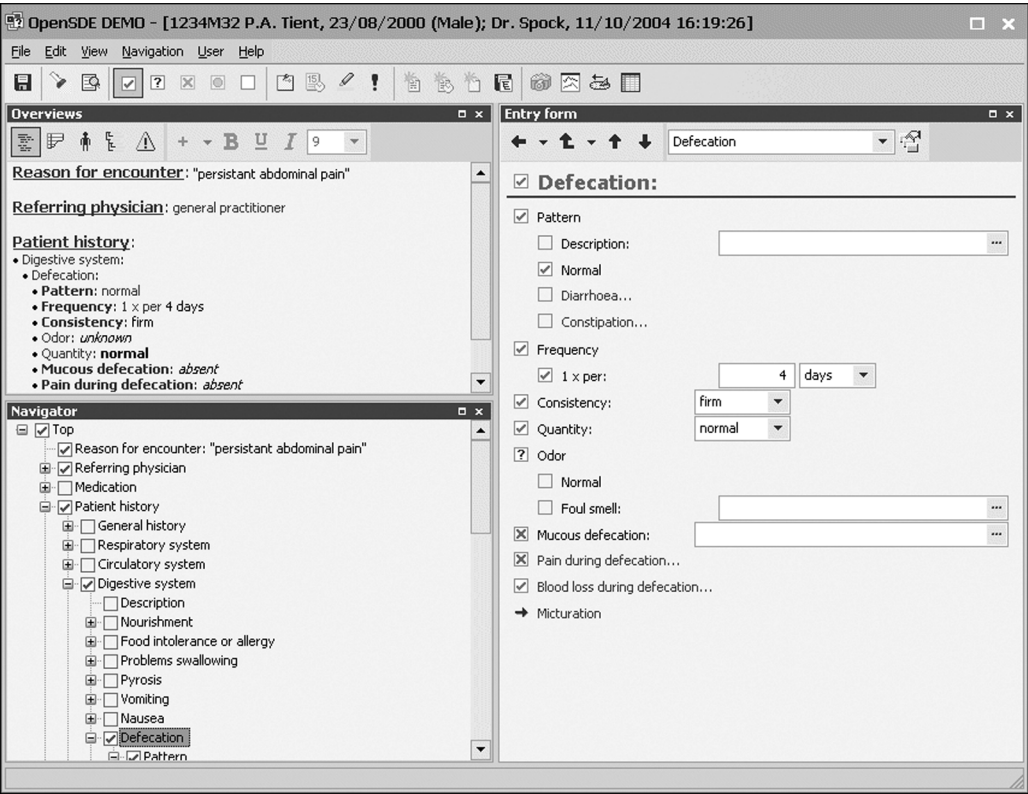 OpenSDE DEMO - [1234M32 P.A. Tient, 23/08/2000 (Male); Dr. Spock, 11/10/2004 16:19:26]
File Edit View Navigation User Help
15
Overviews
+ B U I 9
Reason for encounter: "persistant abdominal pain"
Referring physician: general practitioner
Patient history:
• Digestive system:
• Defecation:
• Pattern: normal
• Frequency: 1 x per 4 days
• Consistency: firm
• Odor: unknown
• Quantity: normal
• Mucous defecation: absent
• Pain during defecation: absent
Navigator
Top
Reason for encounter: "persistant abdominal pain"
Referring physician
Medication
Patient history
General history
Respiratory system
Circulatory system
Digestive system
Description
Nourishment
Food intolerance or allergy
Problems swallowing
Pyrosis
Vomiting
Nausea
Defecation
Pattern
Entry form
Defecation
Defecation:
Pattern
Description: ...
Normal
Diarrhoea...
Constipation...
Frequency
1 x per: 4 days
Consistency: firm
Quantity: normal
? Odor
Normal
Foul smell: ...
Mucous defecation: ...
Pain during defecation...
Blood loss during defecation...
Micturation